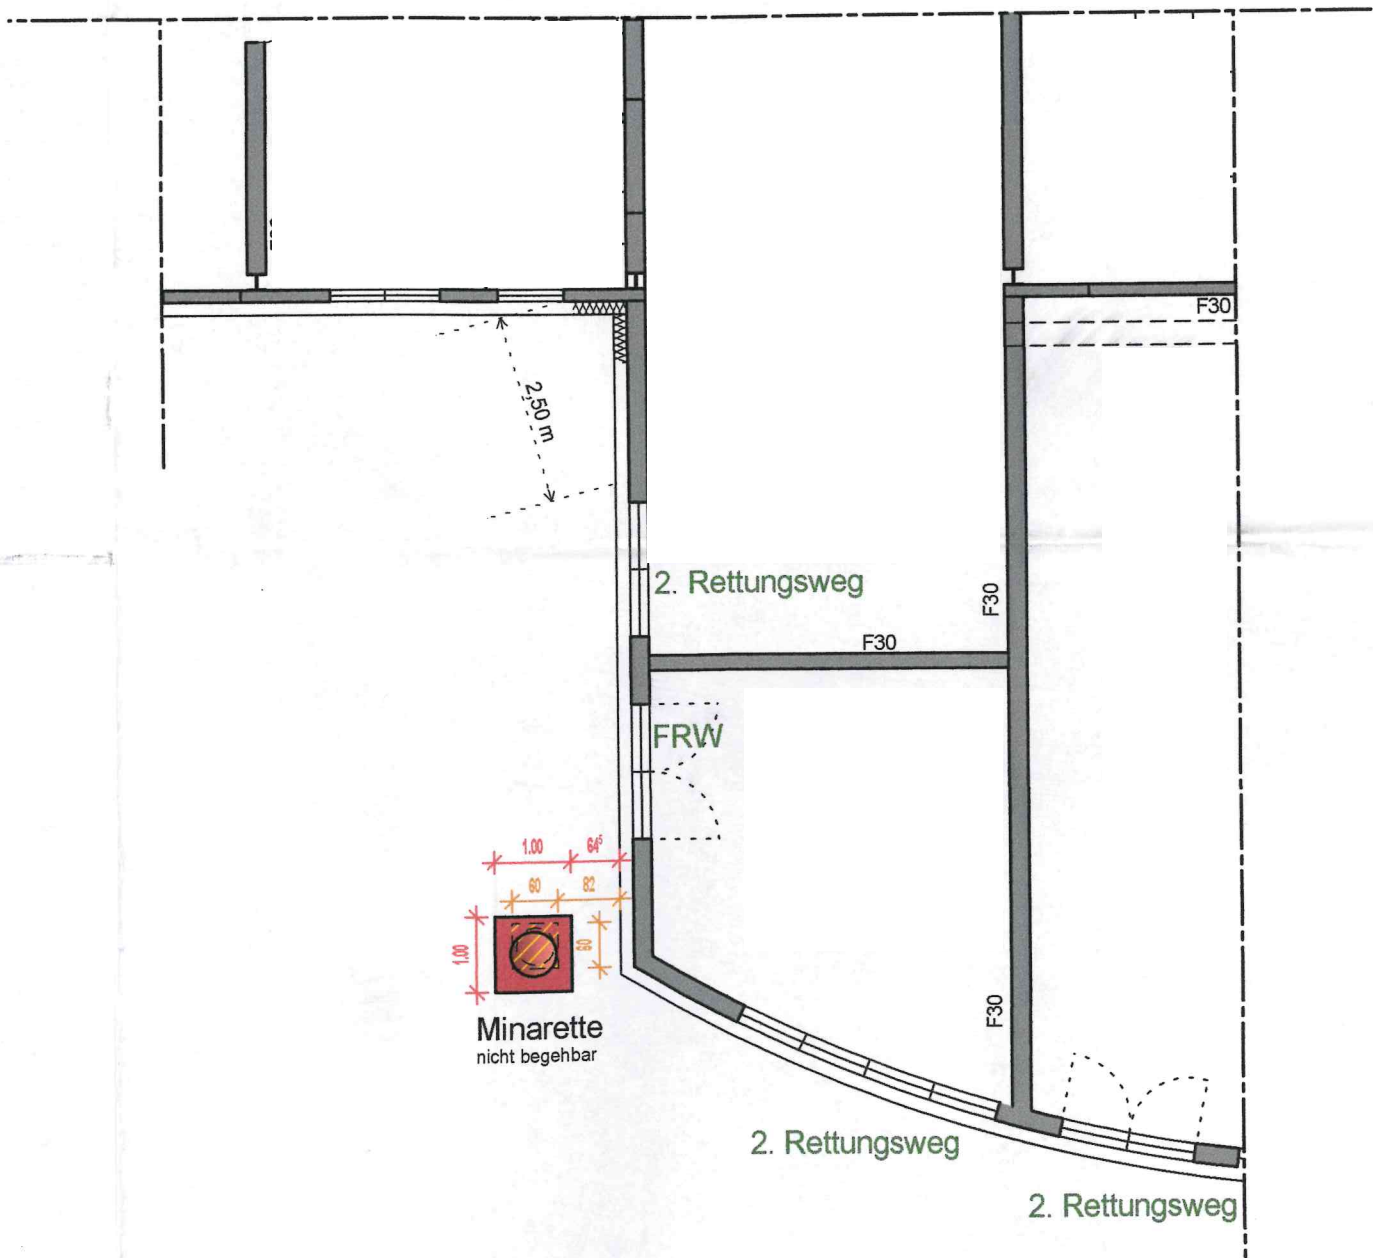 F30
2,50 m
2. Rettungsweg
F30
F30
FRW
1.00
64⁵
60
82
1.00
60
Minarette
nicht begehbar
F30
2. Rettungsweg
2. Rettungsweg